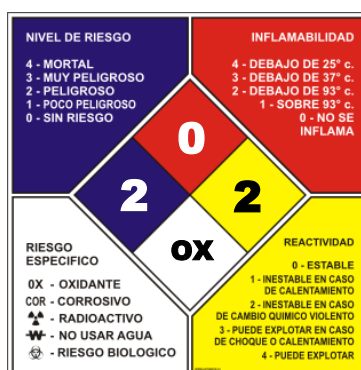 NIVEL DE RIESGO
4 - MORTAL
3 - MUY PELIGROSO
2 - PELIGROSO
1 - POCO PELIGROSO
0 - SIN RIESGO
INFLAMABILIDAD
4 - DEBAJO DE 25° c.
3 - DEBAJO DE 37° c.
2 - DEBAJO DE 93° c.
1 - SOBRE 93° c.
0 - NO SE
INFLAMA
0
2
2
OX
RIESGO
ESPECIFICO
OX - OXIDANTE
COR - CORROSIVO
- RADIOACTIVO
W - NO USAR AGUA
- RIESGO BIOLOGICO
REACTIVIDAD
0 - ESTABLE
1 - INESTABLE EN CASO
DE CALENTAMIENTO
2 - INESTABLE EN CASO
DE CAMBIO QUIMICO VIOLENTO
3 - PUEDE EXPLOTAR EN CASO
DE CHOQUE O CALENTAMIENTO
4 - PUEDE EXPLOTAR